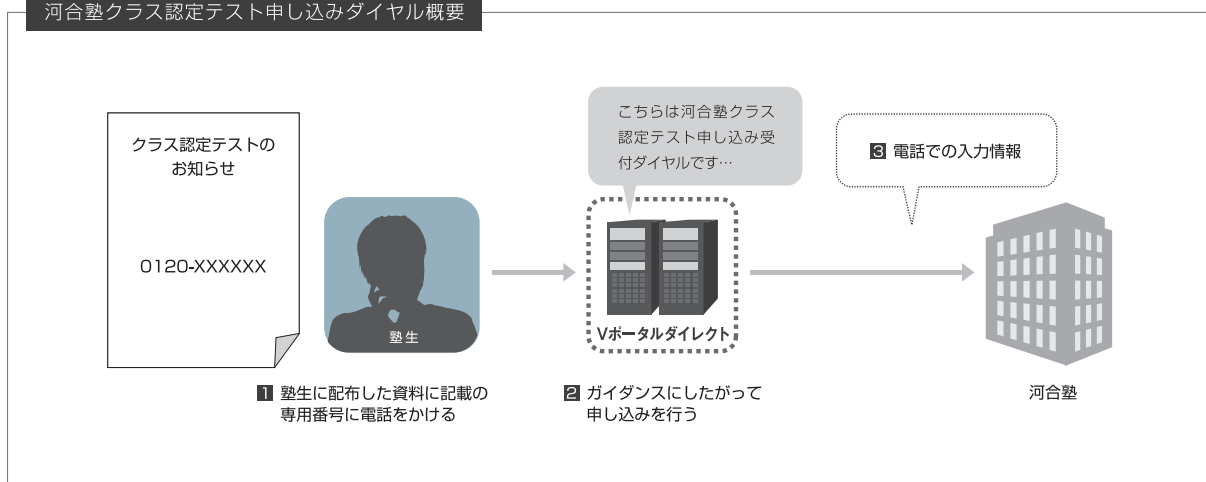 河合塾クラス認定テスト申し込みダイヤル概要
クラス認定テストの
お知らせ
0120-XXXXXX
塾生
1 塾生に配布した資料に記載の
専用番号に電話をかける
こちらは河合塾クラス
認定テスト申し込み受
付ダイヤルです…
Vポータルダイレクト
2 ガイダンスにしたがって
申し込みを行う
3 電話での入力情報
河合塾